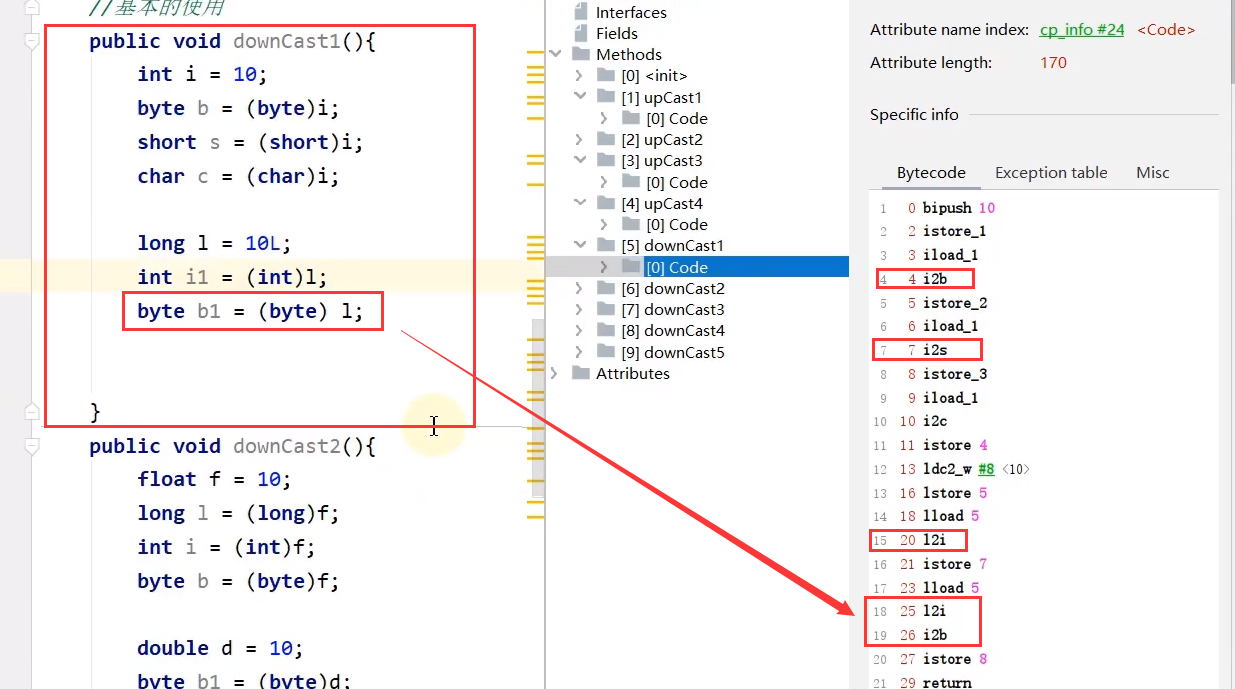 //基本的使用
public void downCast1(){
int i = 10;
byte b = (byte)i;
short s = (short)i;
char c = (char)i;
long l = 10L;
int i1 = (int)l;
byte b1 = (byte) l;
}
public void downCast2(){
float f = 10;
long l = (long)f;
int i = (int)f;
byte b = (byte)f;
double d = 10;
byte b1 = (byte)d;
Interfaces
Fields
Methods
[0] <init>
[1] upCast1
[0] Code
[2] upCast2
[3] upCast3
[0] Code
[4] upCast4
[0] Code
[5] downCast1
[0] Code
[6] downCast2
[7] downCast3
[8] downCast4
[9] downCast5
Attributes
Attribute name index: cp_info #24 <Code>
Attribute length: 170
Specific info
Bytecode Exception table Misc
1 0 bipush 10
2 2 istore_1
3 3 iload_1
4 4 i2b
5 5 istore_2
6 6 iload_1
7 7 i2s
8 8 istore_3
9 9 iload_1
10 10 i2c
11 11 istore 4
12 13 ldc2_w #8 <10>
13 16 lstore 5
14 18 lload 5
15 20 l2i
16 21 istore 7
17 23 lload 5
18 25 l2i
19 26 i2b
20 27 istore 8
21 29 return